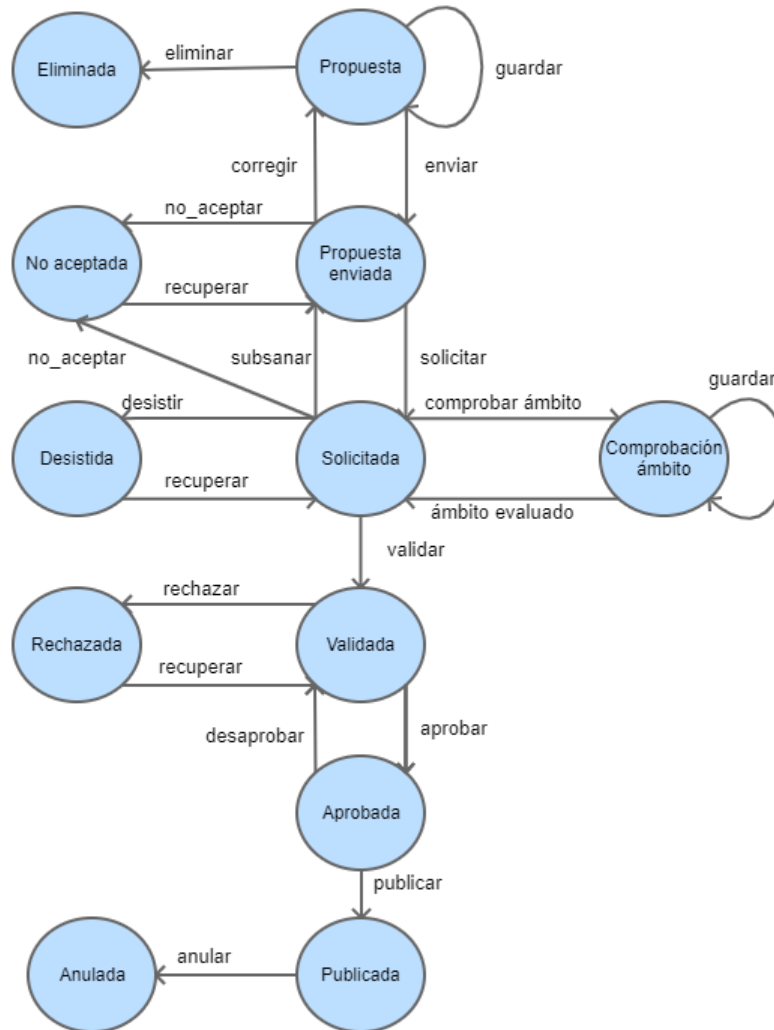 eliminar
Eliminada
Propuesta
guardar
corregir
enviar
no_aceptar
No aceptada
Propuesta
enviada
recuperar
no_aceptar
subsanar
solicitar
guardar
desistir
comprobar ámbito
Desistida
Solicitada
Comprobación
ámbito
recuperar
ámbito evaluado
validar
rechazar
Rechazada
Validada
recuperar
desaprobar
aprobar
Aprobada
publicar
anular
Anulada
Publicada